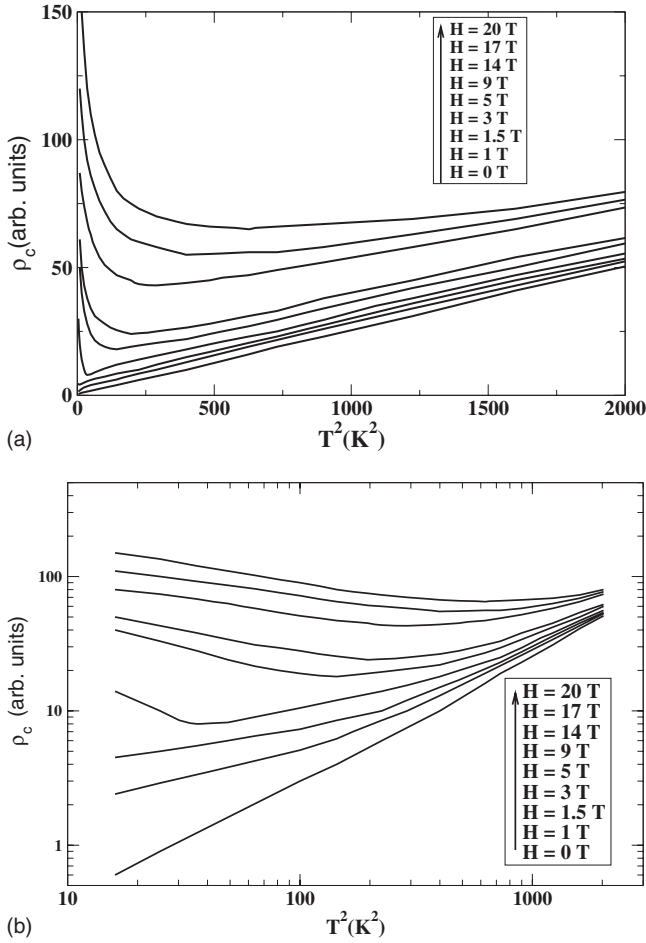 150
100
50
0
ρc(arb. units)
H = 20 T
H = 17 T
H = 14 T
H = 9 T
H = 5 T
H = 3 T
H = 1.5 T
H = 1 T
H = 0 T
0 500 1000 1500 2000
(a)
T²(K²)
100
10
1
ρc (arb. units)
H = 20 T
H = 17 T
H = 14 T
H = 9 T
H = 5 T
H = 3 T
H = 1.5 T
H = 1 T
H = 0 T
10 100 1000
(b)
T²(K²)